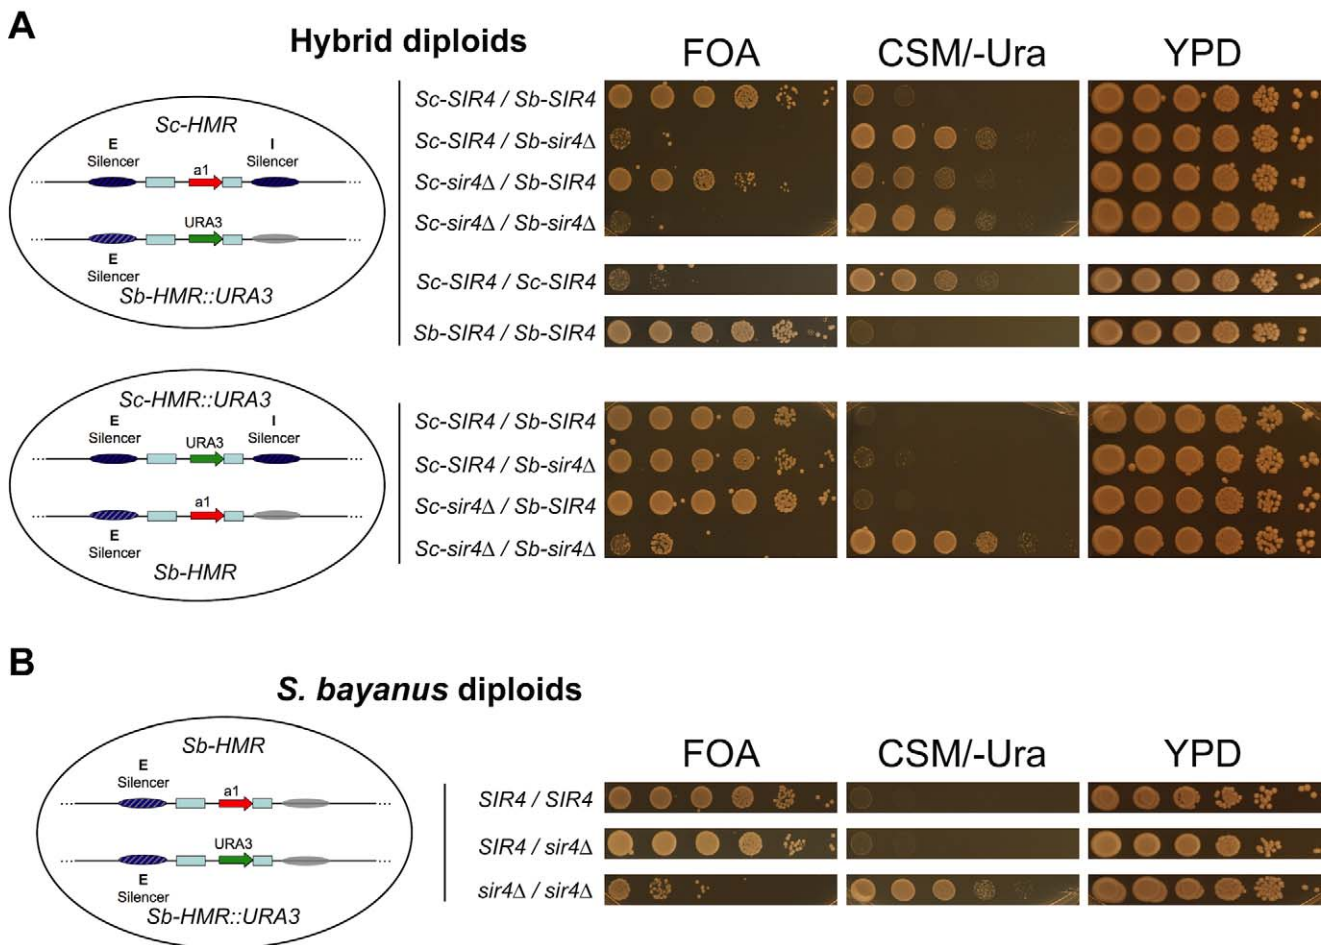 A
Hybrid diploids
FOA
CSM/-Ura
YPD
Sc-HMR
E
Silencer
a1
I
Silencer
URA3
E
Silencer
Sb-HMR::URA3
Sc-SIR4 / Sb-SIR4
Sc-SIR4 / Sb-sir4Δ
Sc-sir4Δ / Sb-SIR4
Sc-sir4Δ / Sb-sir4Δ
Sc-SIR4 / Sc-SIR4
Sb-SIR4 / Sb-SIR4
Sc-HMR::URA3
E
Silencer
URA3
I
Silencer
a1
E
Silencer
Sb-HMR
Sc-SIR4 / Sb-SIR4
Sc-SIR4 / Sb-sir4Δ
Sc-sir4Δ / Sb-SIR4
Sc-sir4Δ / Sb-sir4Δ
B
S. bayanus diploids
FOA
CSM/-Ura
YPD
Sb-HMR
E
Silencer
a1
URA3
E
Silencer
Sb-HMR::URA3
SIR4 / SIR4
SIR4 / sir4Δ
sir4Δ / sir4Δ